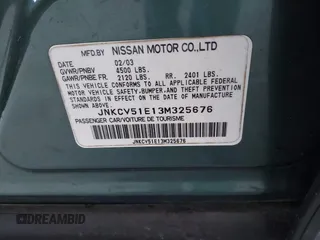 MFD.BY NISSAN MOTOR CO.,LTD
DATE 02/03
GVWR/PNBV 4500 LBS.
GAWR/PNBE FR. 2120 LBS. RR. 2401 LBS.
THIS VEHICLE CONFORMS TO ALL APPLICABLE FEDERAL
MOTOR VEHICLE SAFETY,BUMPER,AND THEFT PREVENTION
STANDARDS IN EFFECT ON THE DATE OF
MANUFACTURE SHOWN ABOVE.
JNKCV51E13M325676
PASSENGER CAR/VOITURE DE TOURISME
JNKCV51E13M325676
DREAMBID